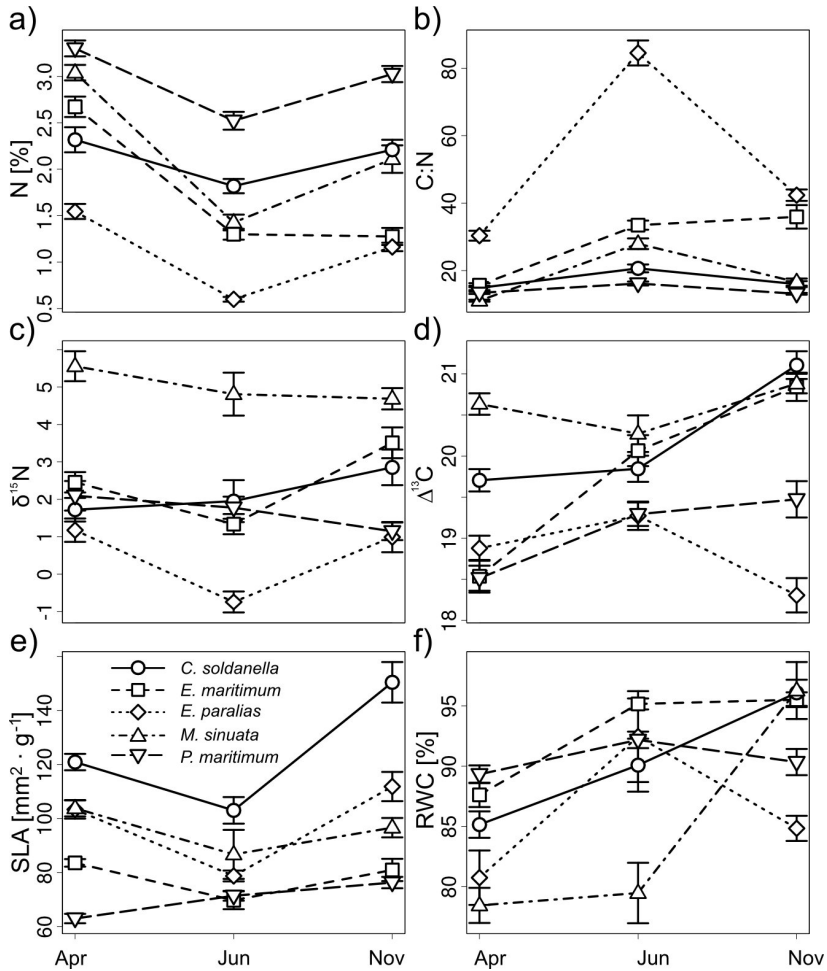 a)
N [%]
0.5 1.0 1.5 2.0 2.5 3.0
b)
C:N
20 40 60 80
c)
δ¹⁵N
-1 0 1 2 3 4 5
d)
Δ¹³C
18 19 20 21
e)
SLA [mm² · g⁻¹]
60 80 100 120 140
C. soldanella
E. maritimum
E. paralias
M. sinuata
P. maritimum
Apr Jun Nov
f)
RWC [%]
80 85 90 95
Apr Jun Nov